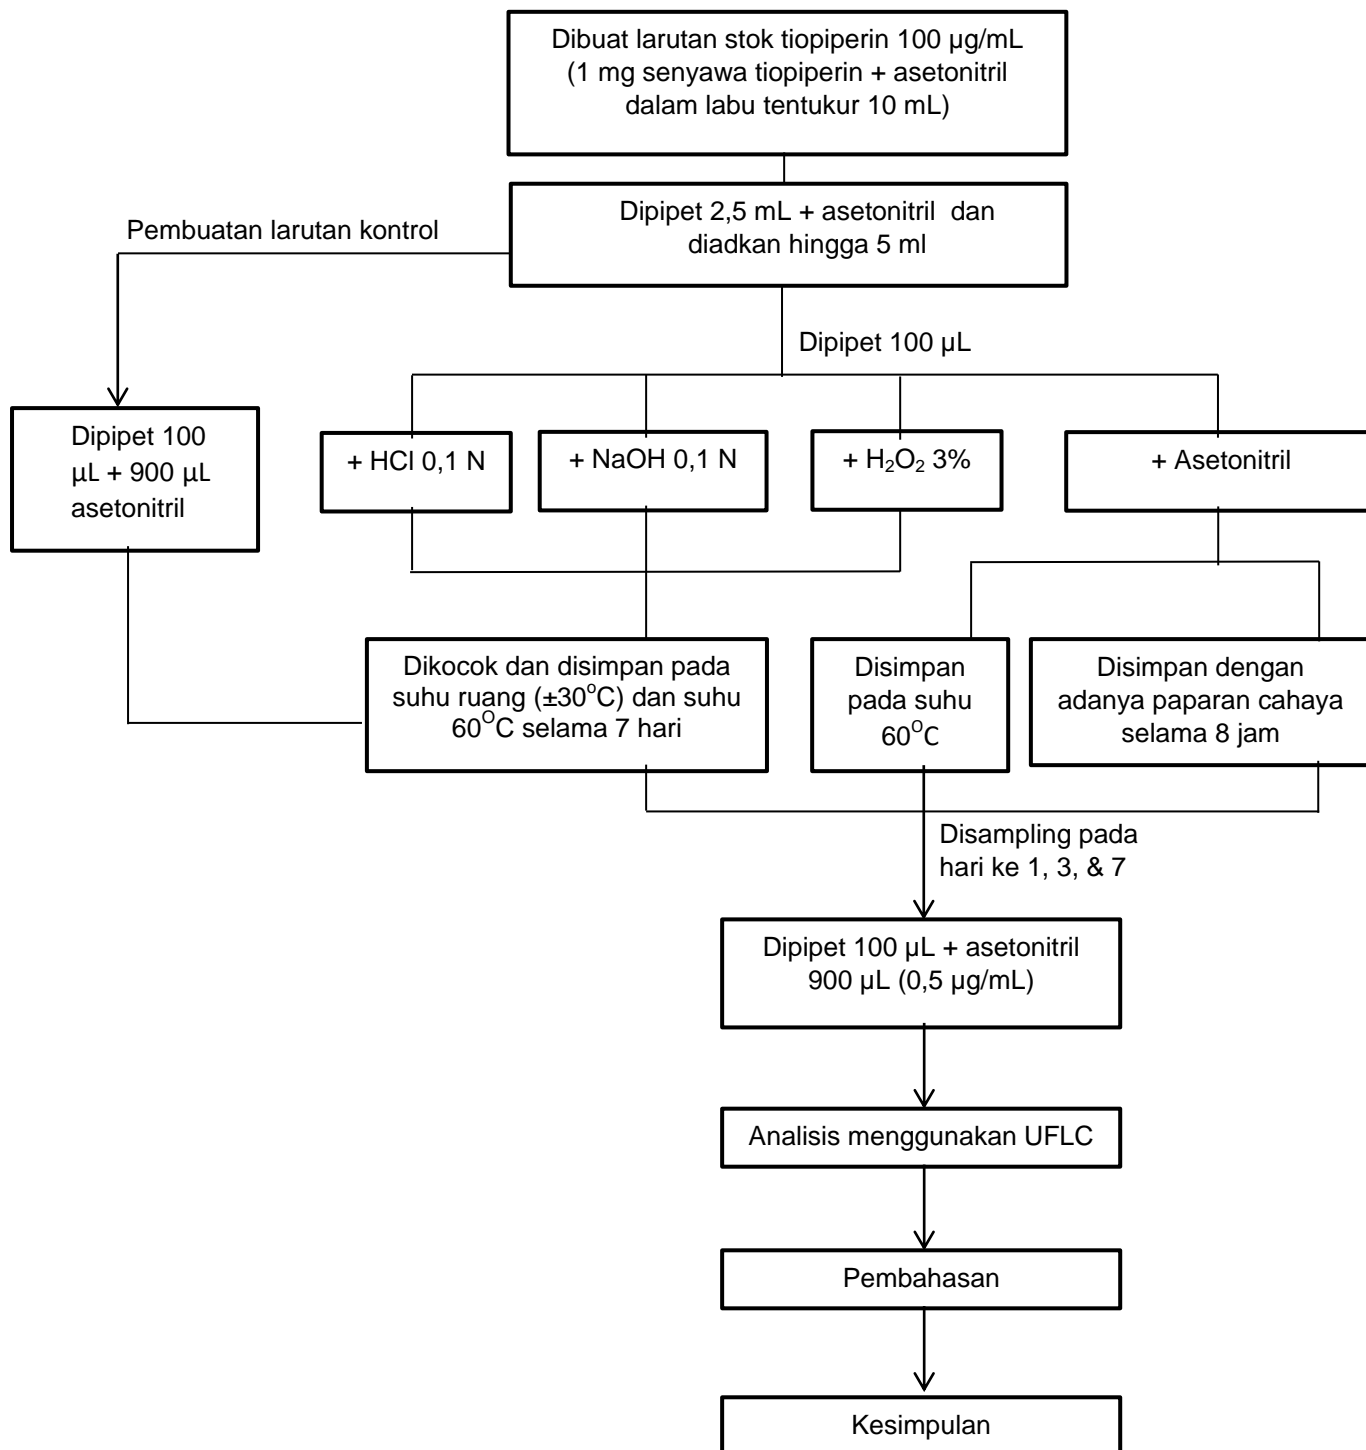 Dibuat larutan stok tiopiperin 100 µg/mL
(1 mg senyawa tiopiperin + asetonitril
dalam labu tentukur 10 mL)
Dipipet 2,5 mL + asetonitril dan
diadkan hingga 5 ml
Pembuatan larutan kontrol
Dipipet 100 µL
Dipipet 100
µL + 900 µL
asetonitril
+ HCl 0,1 N
+ NaOH 0,1 N
+ H₂O₂ 3%
+ Asetonitril
Dikocok dan disimpan pada
suhu ruang (±30°C) dan suhu
60ᴼC selama 7 hari
Disimpan
pada suhu
60ᴼC
Disimpan dengan
adanya paparan cahaya
selama 8 jam
Disampling pada
hari ke 1, 3, & 7
Dipipet 100 µL + asetonitril
900 µL (0,5 µg/mL)
Analisis menggunakan UFLC
Pembahasan
Kesimpulan